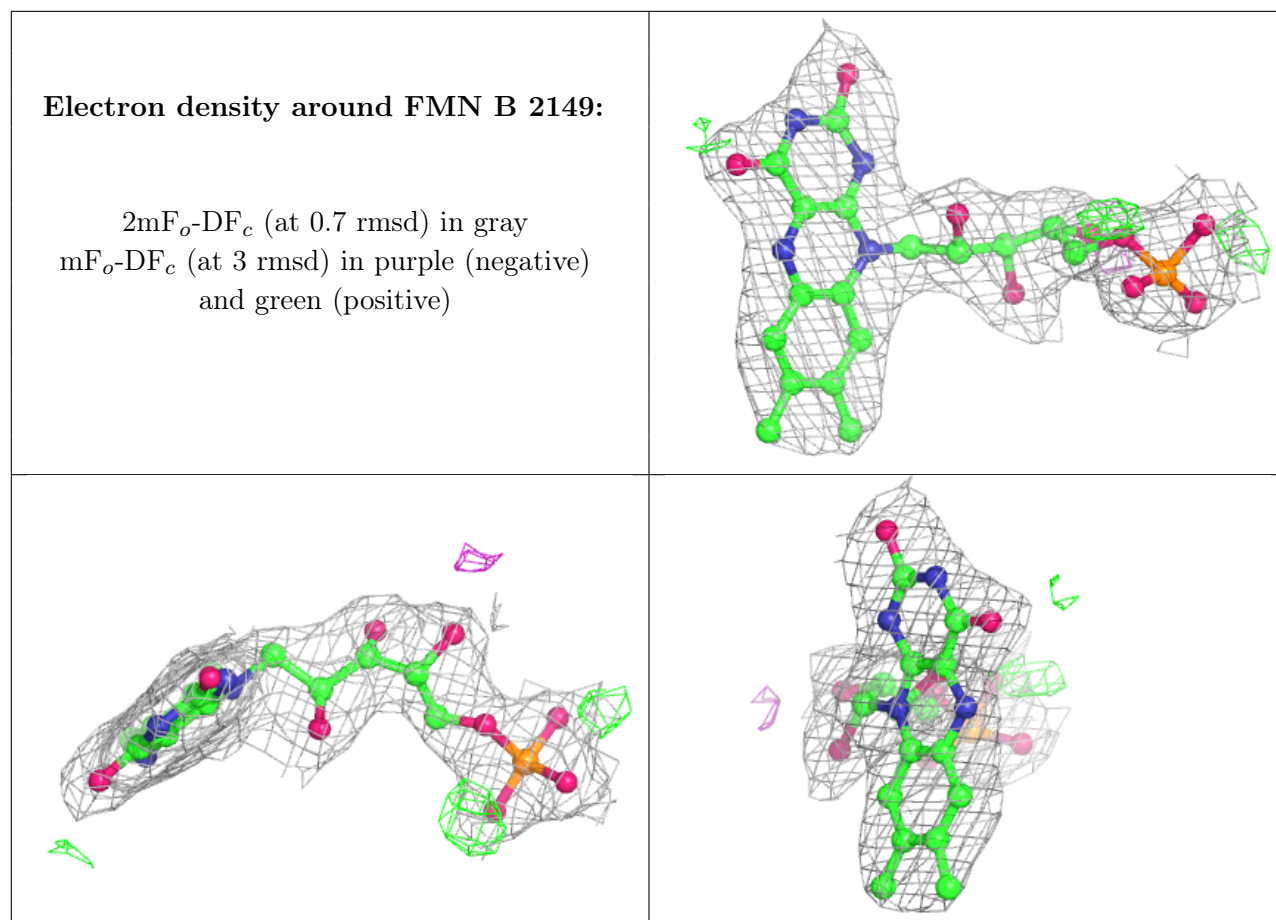 Electron density around FMN B 2149:
2mFo-DFc (at 0.7 rmsd) in gray
mFo-DFc (at 3 rmsd) in purple (negative)
and green (positive)